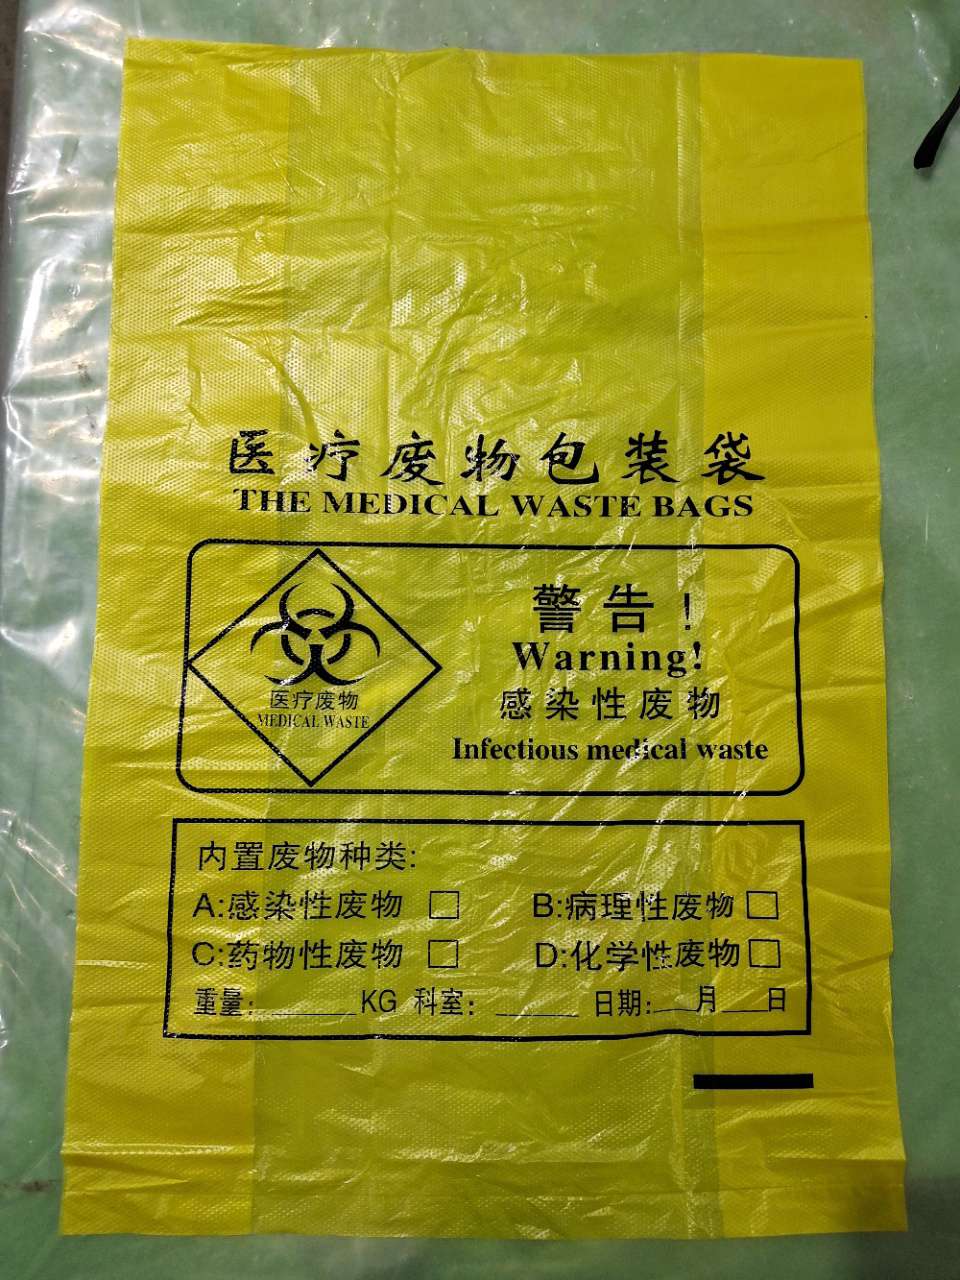 医疗废物包装袋
THE MEDICAL WASTE BAGS
医疗废物
MEDICAL WASTE
警告!
Warning!
感染性废物
Infectious medical waste
内置废物种类:
A:感染性废物 □ B:病理性废物 □
C:药物性废物 □ D:化学性废物 □
重量:______KG 科室:______ 日期:___月___日